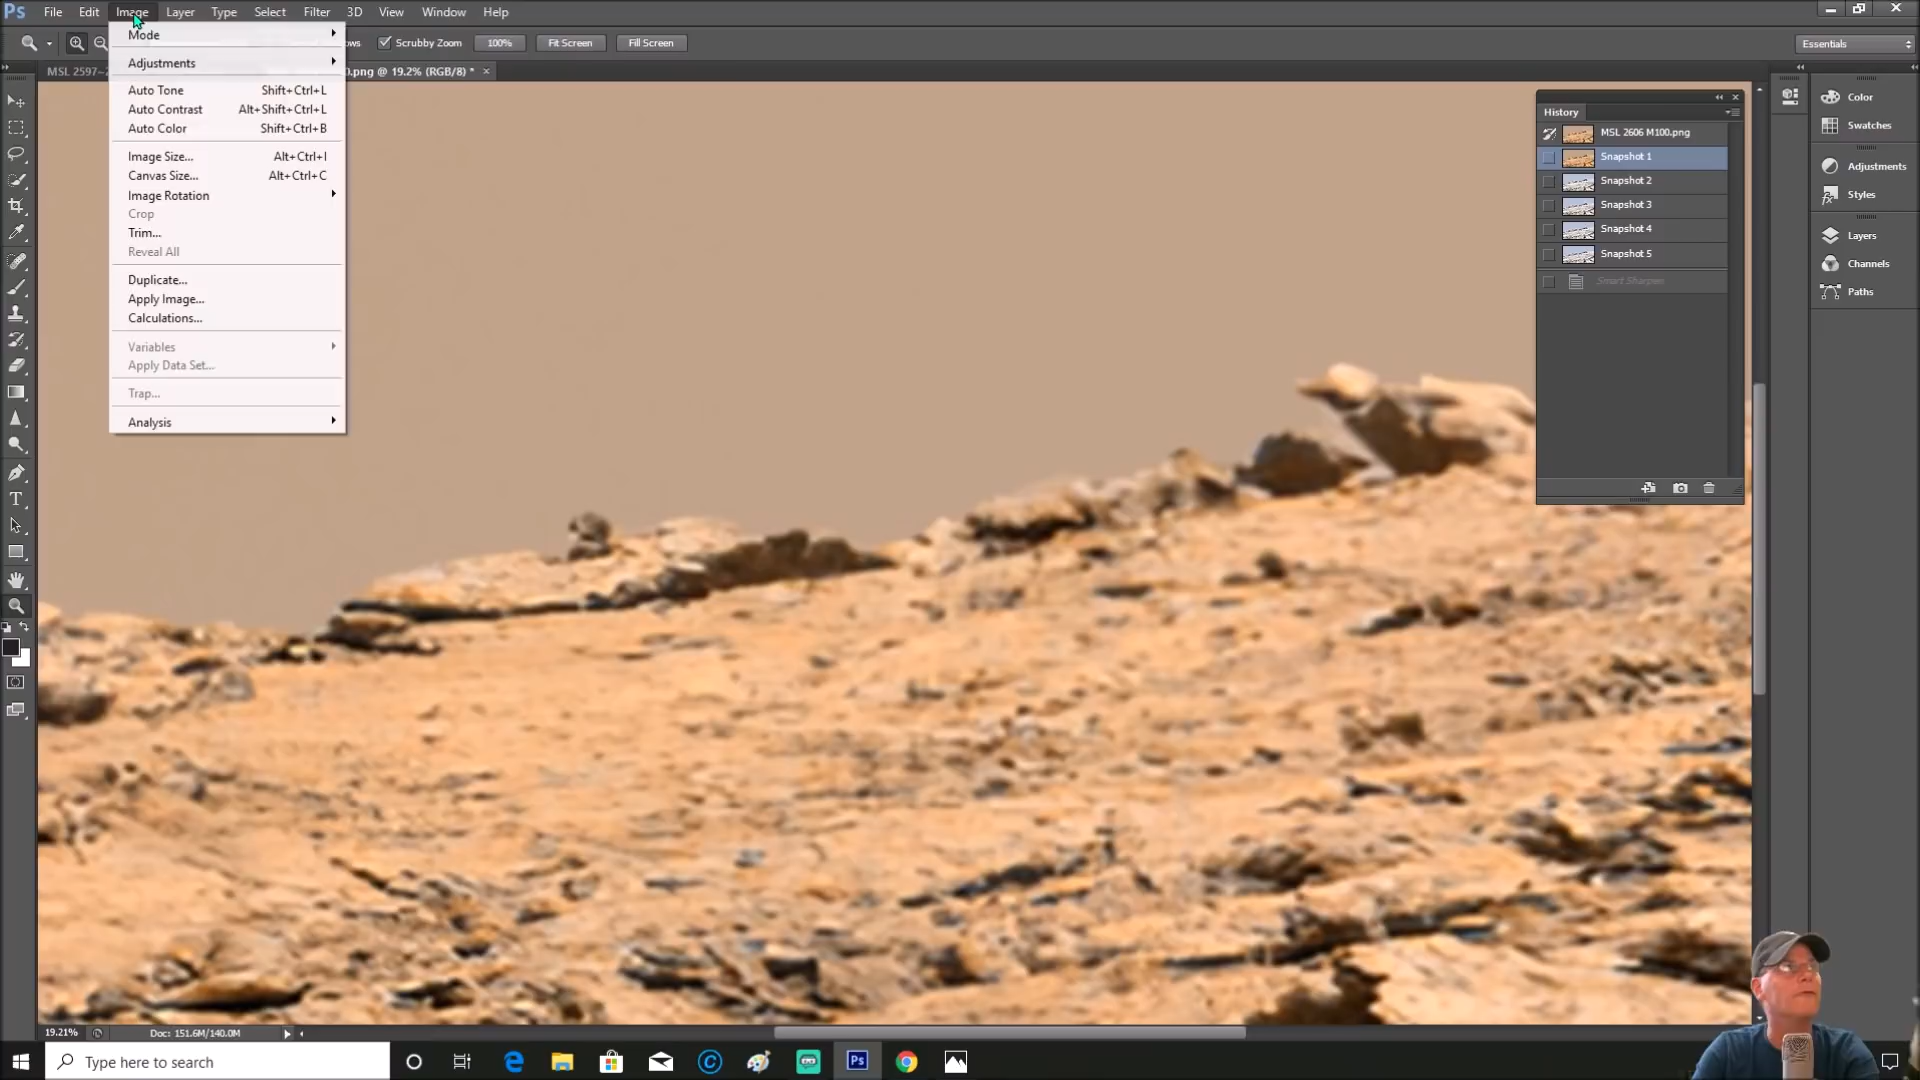 Ps File Edit Image Layer Type Select Filter 3D View Window Help
Scrubby Zoom 100% Fit Screen Fill Screen Essentials
MSL 2597~2 0.png @ 19.2% (RGB/8) * ×
Mode
Adjustments
Auto Tone Shift+Ctrl+L
Auto Contrast Alt+Shift+Ctrl+L
Auto Color Shift+Ctrl+B
Image Size... Alt+Ctrl+I
Canvas Size... Alt+Ctrl+C
Image Rotation
Crop
Trim...
Reveal All
Duplicate...
Apply Image...
Calculations...
Variables
Apply Data Set...
Trap...
Analysis
History
MSL 2606 M100.png
Snapshot 1
Snapshot 2
Snapshot 3
Snapshot 4
Snapshot 5
Smart Sharpen
Color
Swatches
Adjustments
Styles
Layers
Channels
Paths
19.21% Doc: 151.6M/140.0M
Type here to search
Ps